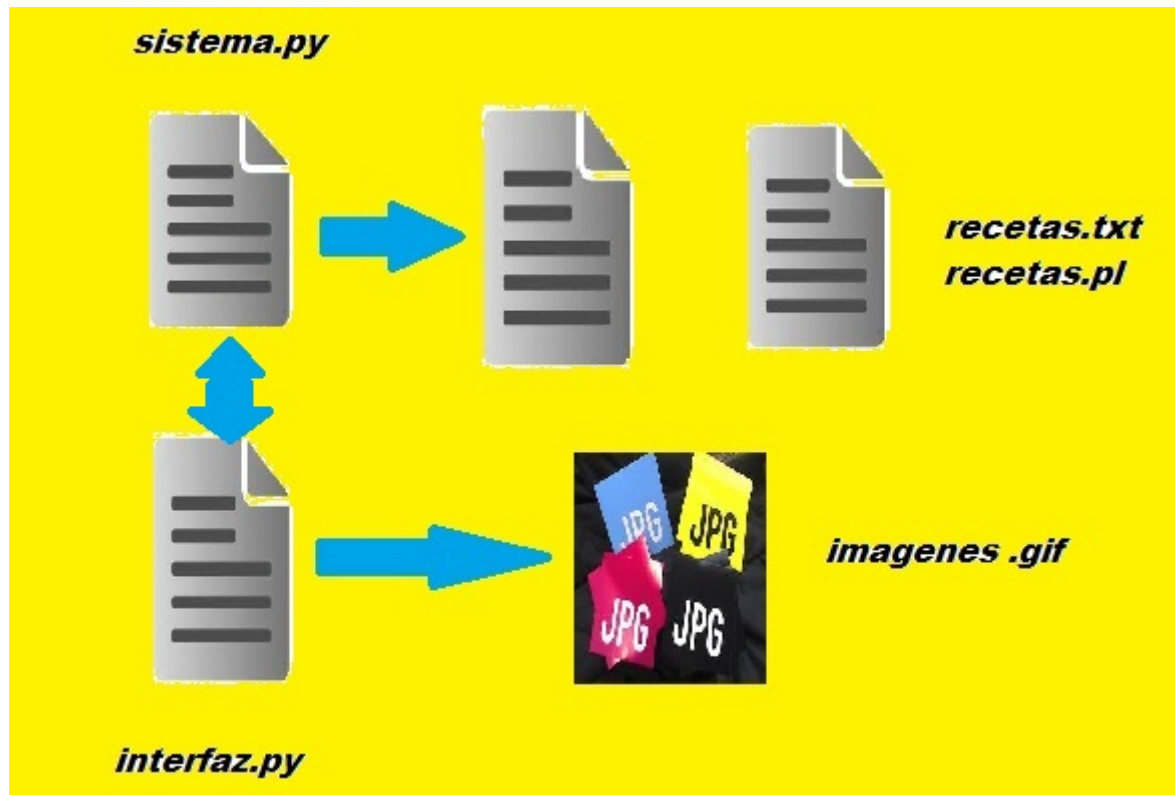 sistema.py
recetas.txt
recetas.pl
JPG
JPG
JPG
JPG
imagenes .gif
interfaz.py